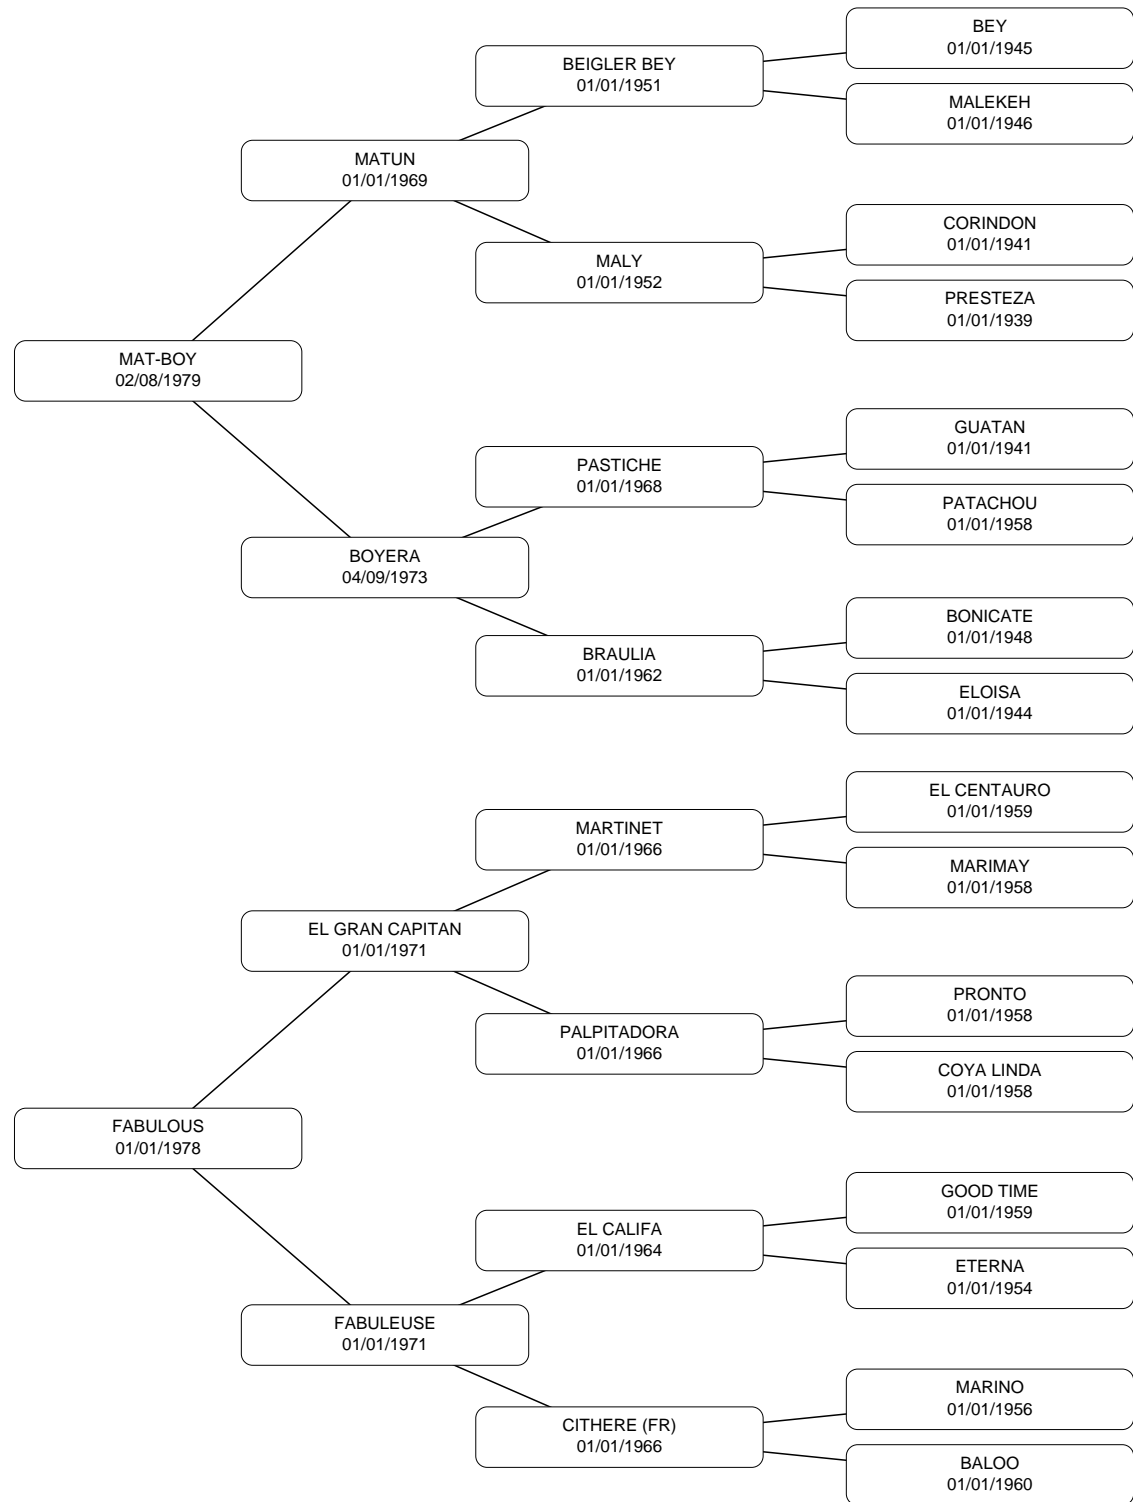 BEY
01/01/1945
BEIGLER BEY
01/01/1951
MALEKEH
01/01/1946
MATUN
01/01/1969
CORINDON
01/01/1941
MALY
01/01/1952
PRESTEZA
01/01/1939
MAT-BOY
02/08/1979
GUATAN
01/01/1941
PASTICHE
01/01/1968
PATACHOU
01/01/1958
BOYERA
04/09/1973
BONICATE
01/01/1948
BRAULIA
01/01/1962
ELOISA
01/01/1944
EL CENTAURO
01/01/1959
MARTINET
01/01/1966
MARIMAY
01/01/1958
EL GRAN CAPITAN
01/01/1971
PRONTO
01/01/1958
PALPITADORA
01/01/1966
COYA LINDA
01/01/1958
FABULOUS
01/01/1978
GOOD TIME
01/01/1959
EL CALIFA
01/01/1964
ETERNA
01/01/1954
FABULEUSE
01/01/1971
MARINO
01/01/1956
CITHERE (FR)
01/01/1966
BALOO
01/01/1960